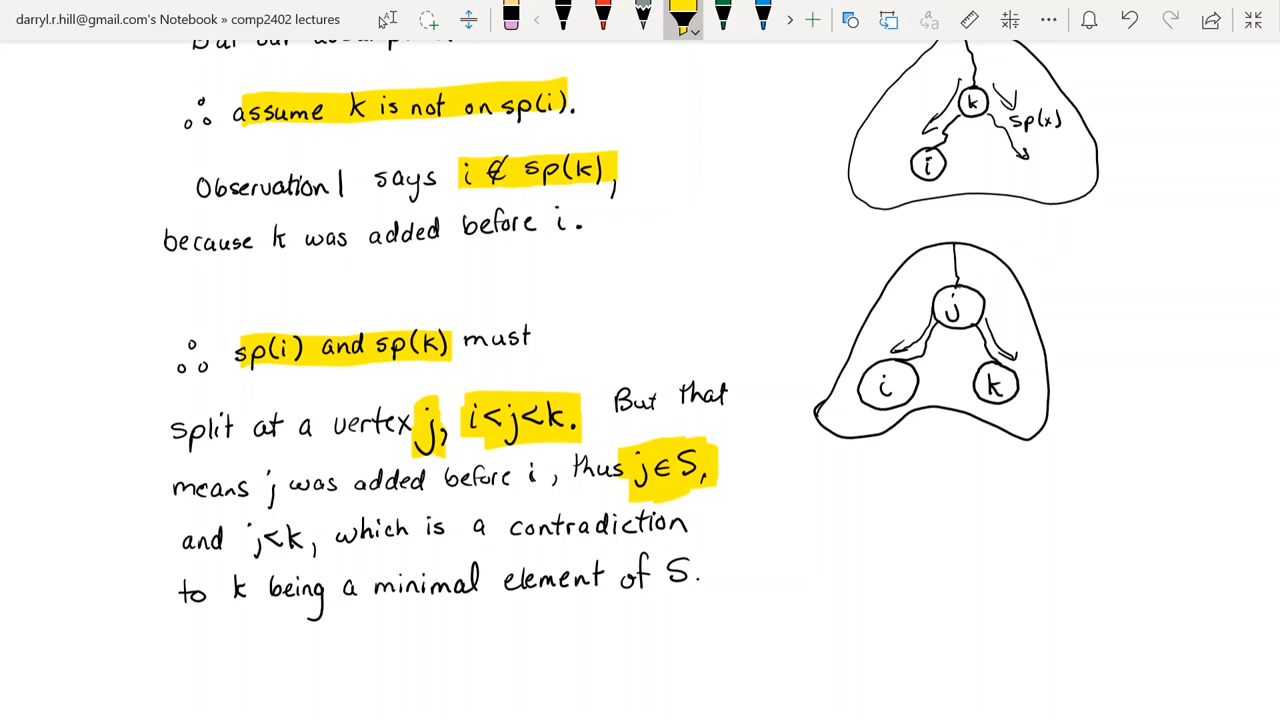 darryl.r.hill@gmail.com's Notebook » comp2402 lectures
∴ assume k is not on sp(i).
Observation 1 says i ∉ sp(k),
because k was added before i.
∴ sp(i) and sp(k) must
split at a vertex j, i<j<k. But that
means j was added before i, thus j∈S,
and j<k, which is a contradiction
to k being a minimal element of S.
k
sp(x)
i
j
i
k